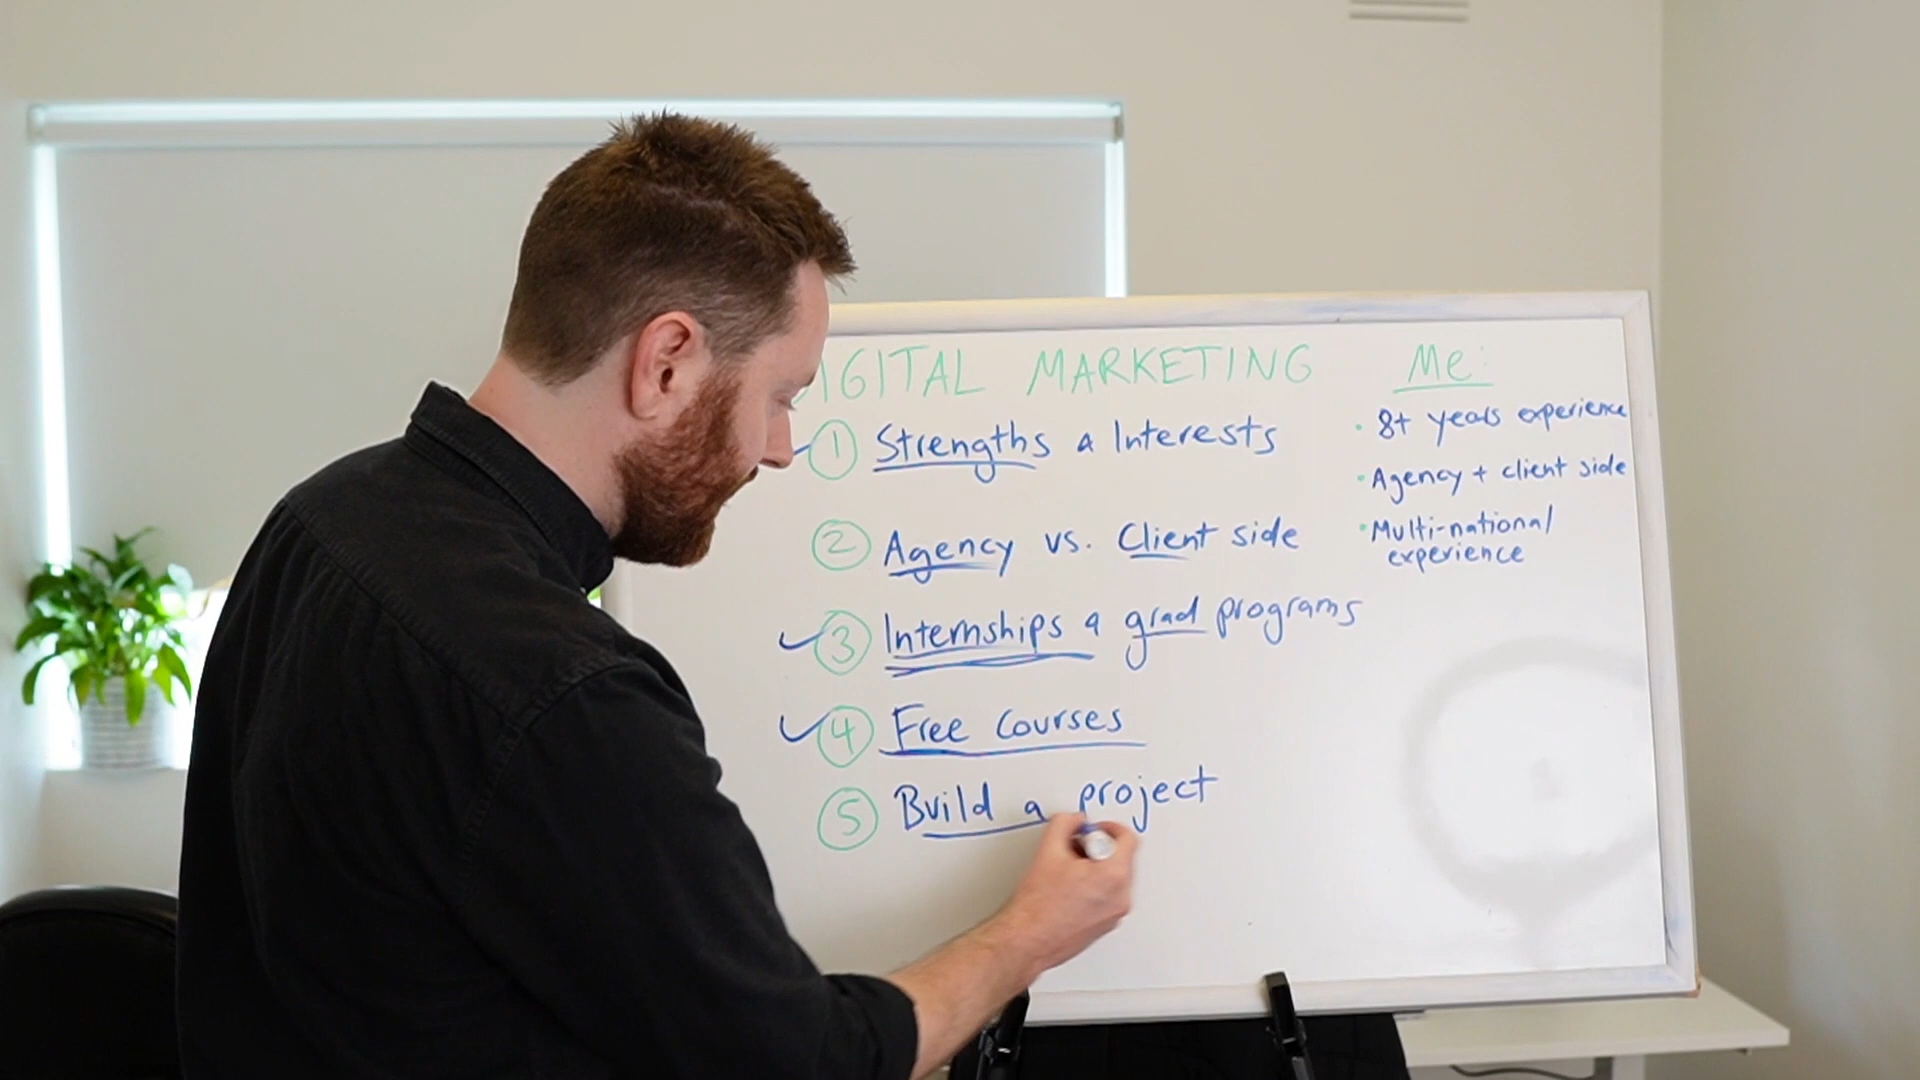 DIGITAL MARKETING
1 Strengths & Interests
2 Agency vs. Client side
3 Internships & grad programs
4 Free Courses
5 Build a project
Me:
• 8+ years experience
• Agency + client side
• Multi-national
experience